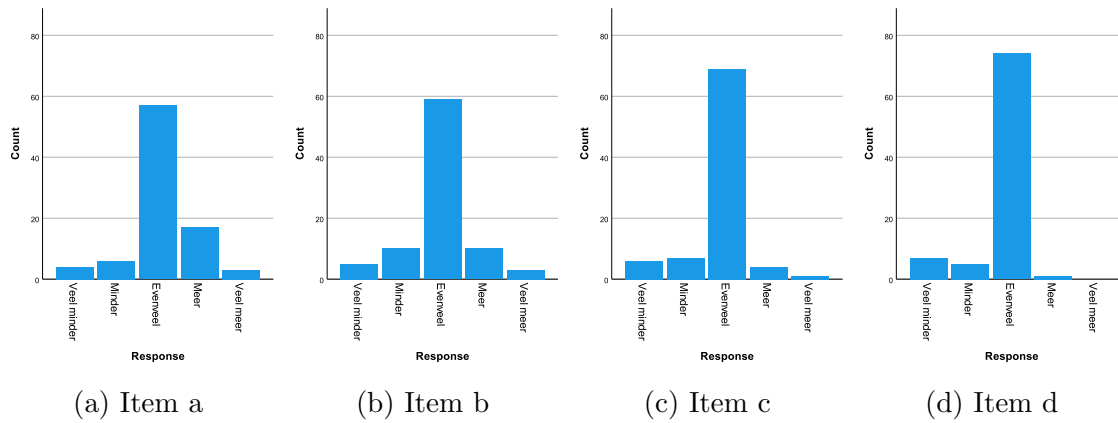 80
60
40
20
0
Count
Veel minder
Minder
Evenveel
Meer
Veel meer
Response
(a) Item a
80
60
40
20
0
Count
Veel minder
Minder
Evenveel
Meer
Veel meer
Response
(b) Item b
80
60
40
20
0
Count
Veel minder
Minder
Evenveel
Meer
Veel meer
Response
(c) Item c
80
60
40
20
0
Count
Veel minder
Minder
Evenveel
Meer
Veel meer
Response
(d) Item d